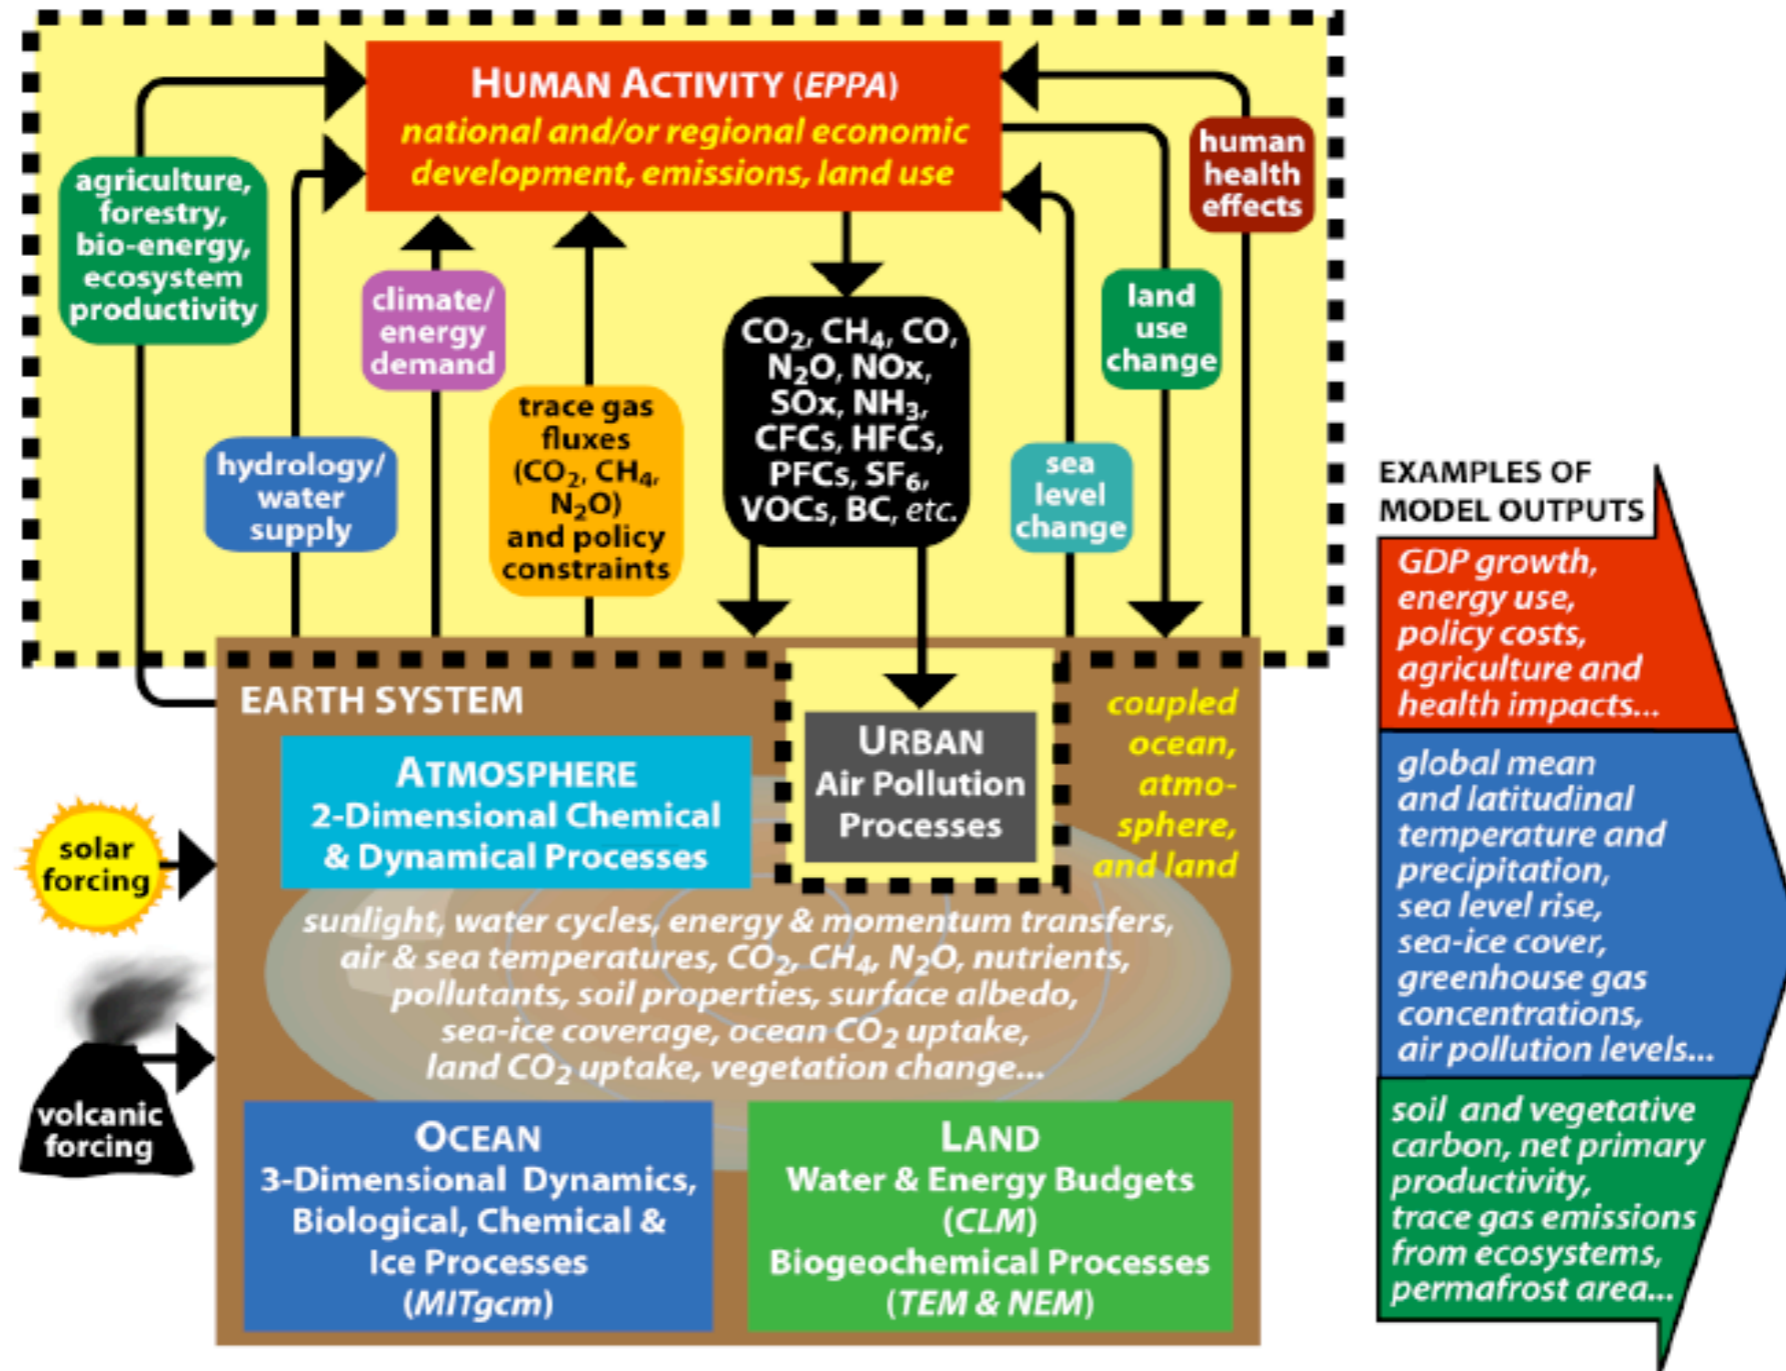 HUMAN ACTIVITY (EPPA)
national and/or regional economic
development, emissions, land use
agriculture,
forestry,
bio-energy,
ecosystem
productivity
hydrology/
water
supply
climate/
energy
demand
trace gas
fluxes
(CO₂, CH₄,
N₂O)
and policy
constraints
CO₂, CH₄, CO,
N₂O, NOx,
SOx, NH₃,
CFCs, HFCs,
PFCs, SF₆,
VOCs, BC, etc.
sea
level
change
land
use
change
human
health
effects
EARTH SYSTEM
coupled
ocean,
atmo-
sphere,
and land
ATMOSPHERE
2-Dimensional Chemical
& Dynamical Processes
URBAN
Air Pollution
Processes
solar
forcing
volcanic
forcing
sunlight, water cycles, energy & momentum transfers,
air & sea temperatures, CO₂, CH₄, N₂O, nutrients,
pollutants, soil properties, surface albedo,
sea-ice coverage, ocean CO₂ uptake,
land CO₂ uptake, vegetation change...
OCEAN
3-Dimensional Dynamics,
Biological, Chemical &
Ice Processes
(MITgcm)
LAND
Water & Energy Budgets
(CLM)
Biogeochemical Processes
(TEM & NEM)
EXAMPLES OF
MODEL OUTPUTS
GDP growth,
energy use,
policy costs,
agriculture and
health impacts...
global mean
and latitudinal
temperature and
precipitation,
sea level rise,
sea-ice cover,
greenhouse gas
concentrations,
air pollution levels...
soil and vegetative
carbon, net primary
productivity,
trace gas emissions
from ecosystems,
permafrost area...